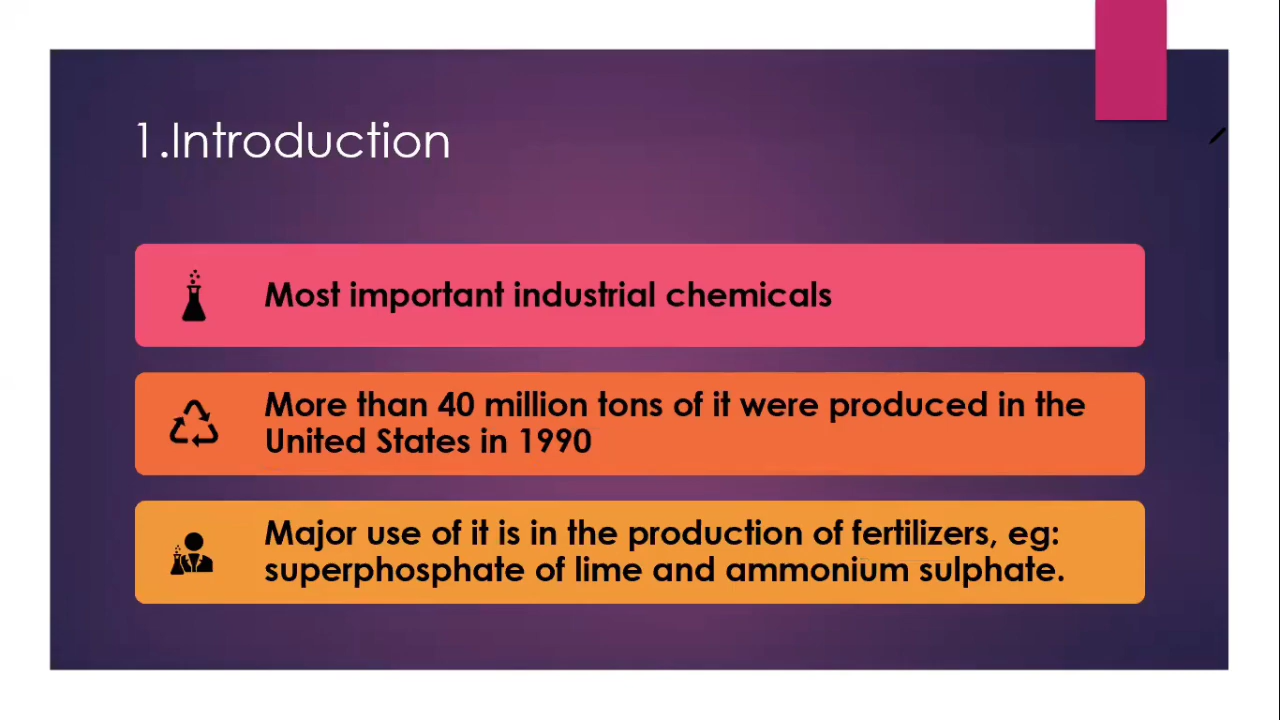 1.Introduction
Most important industrial chemicals
More than 40 million tons of it were produced in the
United States in 1990
Major use of it is in the production of fertilizers, eg:
superphosphate of lime and ammonium sulphate.